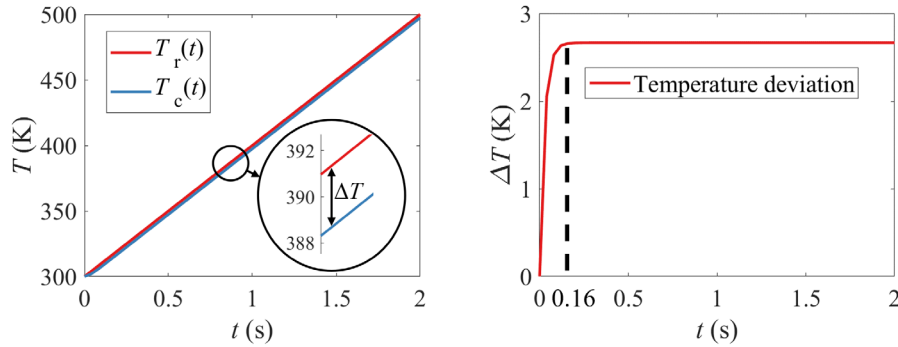 500
450
400
350
300
T (K)
T_r(t)
T_c(t)
392
390
388
ΔT
0
0.5
1
1.5
2
t (s)
3
2
1
0
ΔT (K)
Temperature deviation
0
0.16
0.5
1
1.5
2
t (s)